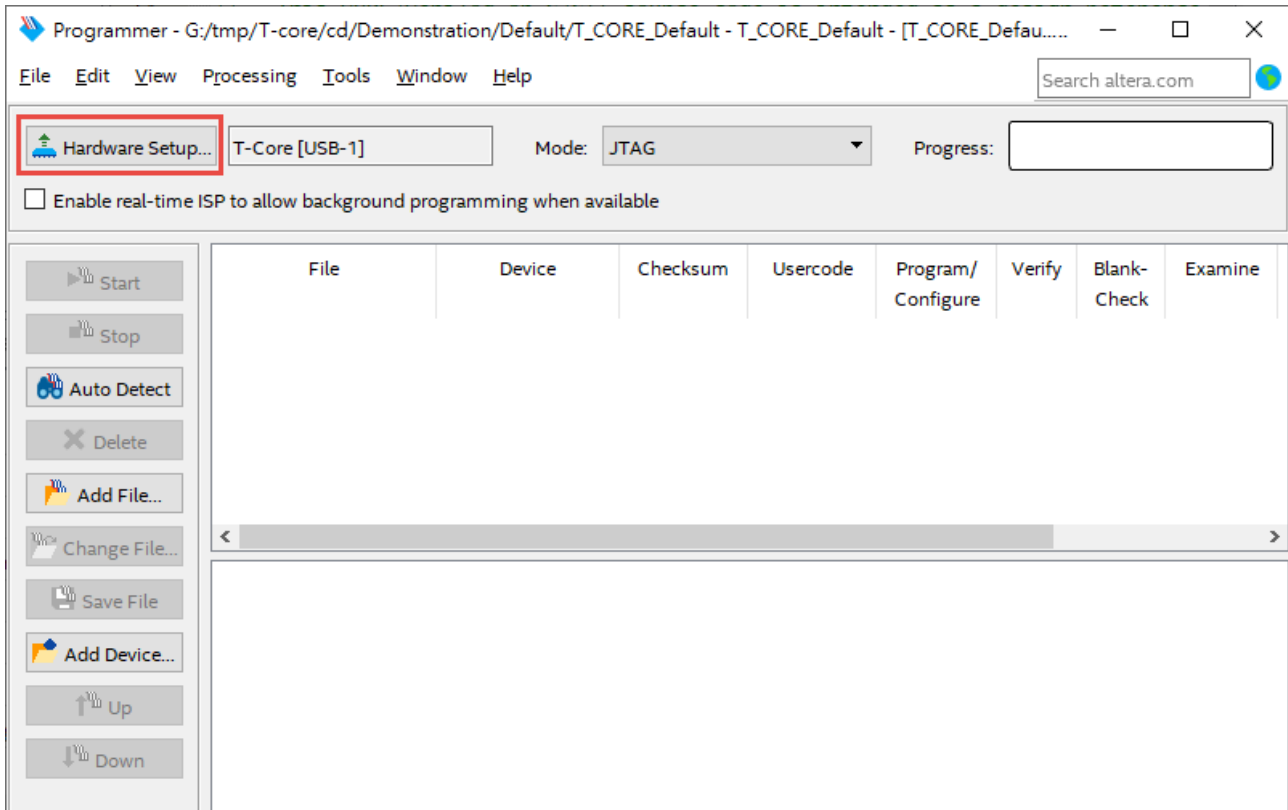 Programmer - G:/tmp/T-core/cd/Demonstration/Default/T_CORE_Default - T_CORE_Default - [T_CORE_Defau.....
File Edit View Processing Tools Window Help Search altera.com
Hardware Setup... T-Core [USB-1] Mode: JTAG Progress:
Enable real-time ISP to allow background programming when available
File Device Checksum Usercode Program/ Verify Blank- Examine
Configure Check
Start
Stop
Auto Detect
Delete
Add File...
Change File...
Save File
Add Device...
Up
Down